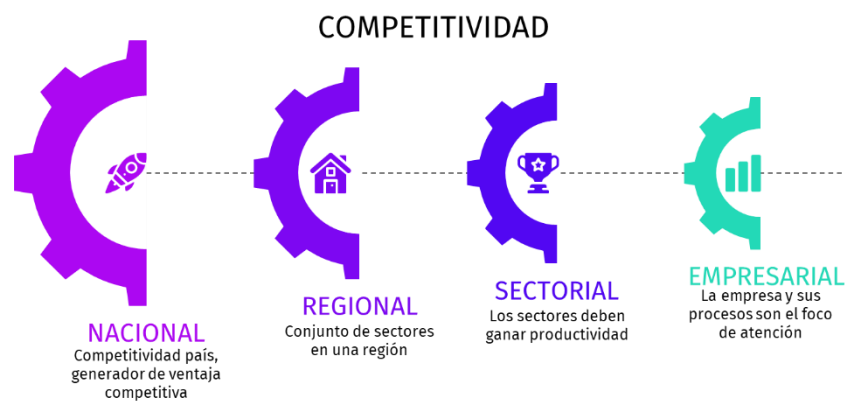 COMPETITIVIDAD
NACIONAL
Competitividad país,
generador de ventaja
competitiva
REGIONAL
Conjunto de sectores
en una región
SECTORIAL
Los sectores deben
ganar productividad
EMPRESARIAL
La empresa y sus
procesos son el foco
de atención